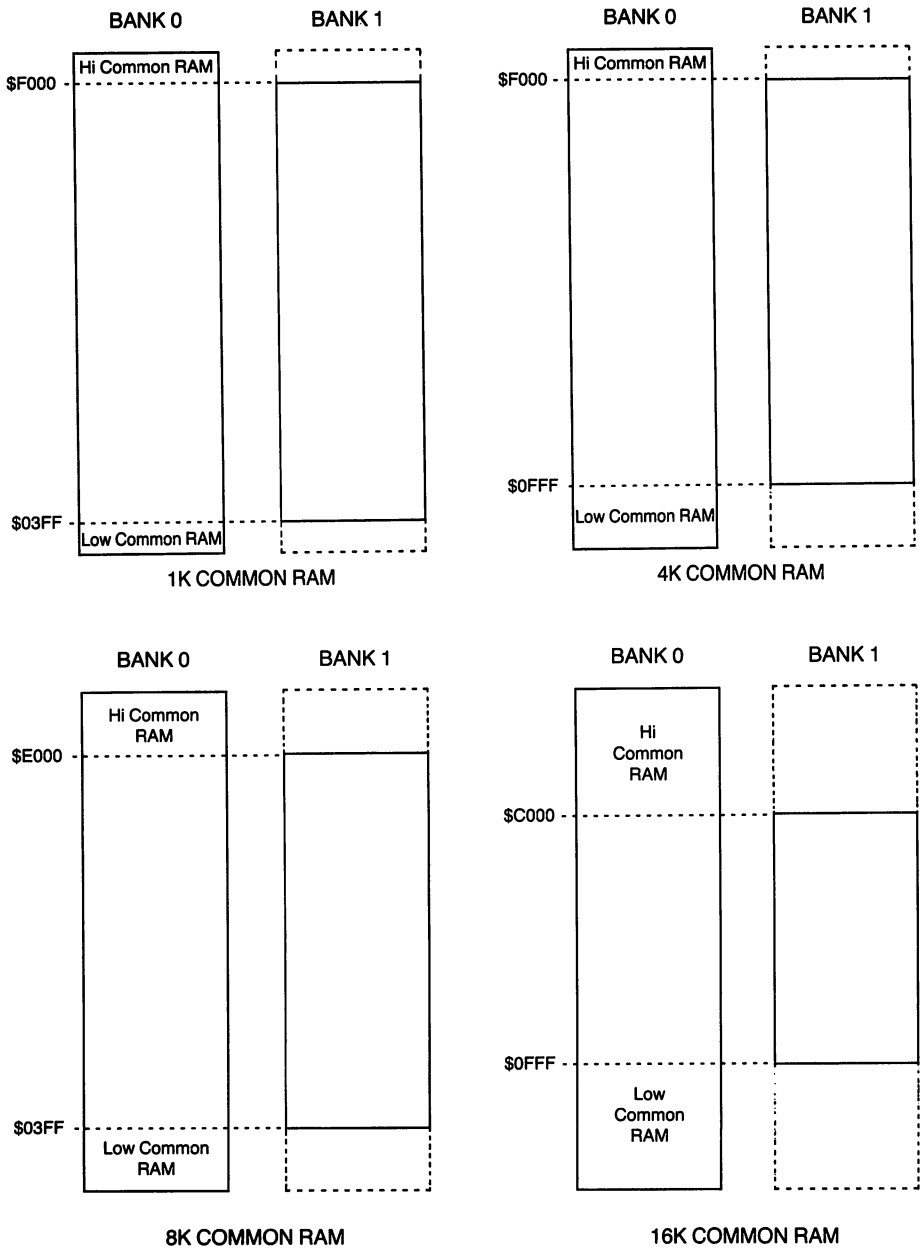 BANK 0
BANK 1
Hi Common RAM
$F000
$03FF
Low Common RAM
1K COMMON RAM
BANK 0
BANK 1
Hi Common RAM
$F000
$0FFF
Low Common RAM
4K COMMON RAM
BANK 0
BANK 1
Hi Common
RAM
$E000
$03FF
Low Common
RAM
8K COMMON RAM
BANK 0
BANK 1
Hi
Common
RAM
$C000
$0FFF
Low
Common
RAM
16K COMMON RAM